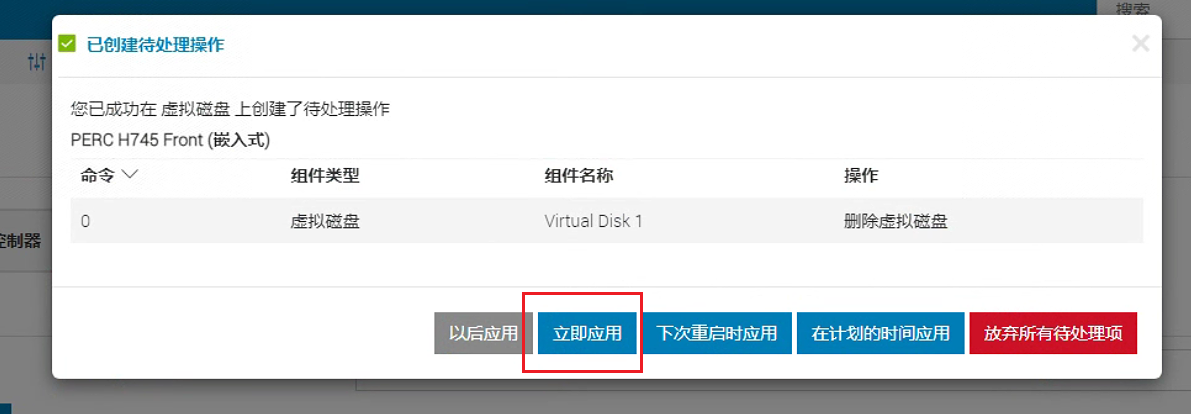 搜索
已创建待处理操作
您已成功在 虚拟磁盘 上创建了待处理操作
PERC H745 Front (嵌入式)
命令 组件类型 组件名称 操作
0 虚拟磁盘 Virtual Disk 1 删除虚拟磁盘
控制器
以后应用 立即应用 下次重启时应用 在计划的时间应用 放弃所有待处理项